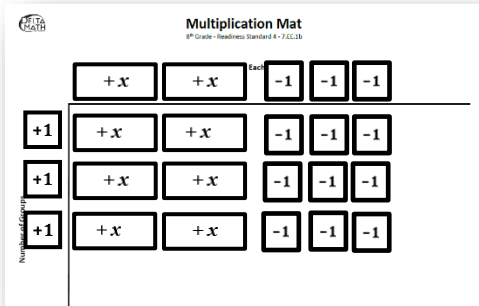 DELTA MATH
Multiplication Mat
8th Grade - Readiness Standard 4 - 7.EE.1b
Each
+x +x -1 -1 -1
+1 +x +x -1 -1 -1
+1 +x +x -1 -1 -1
+1 +x +x -1 -1 -1
Number of Groups